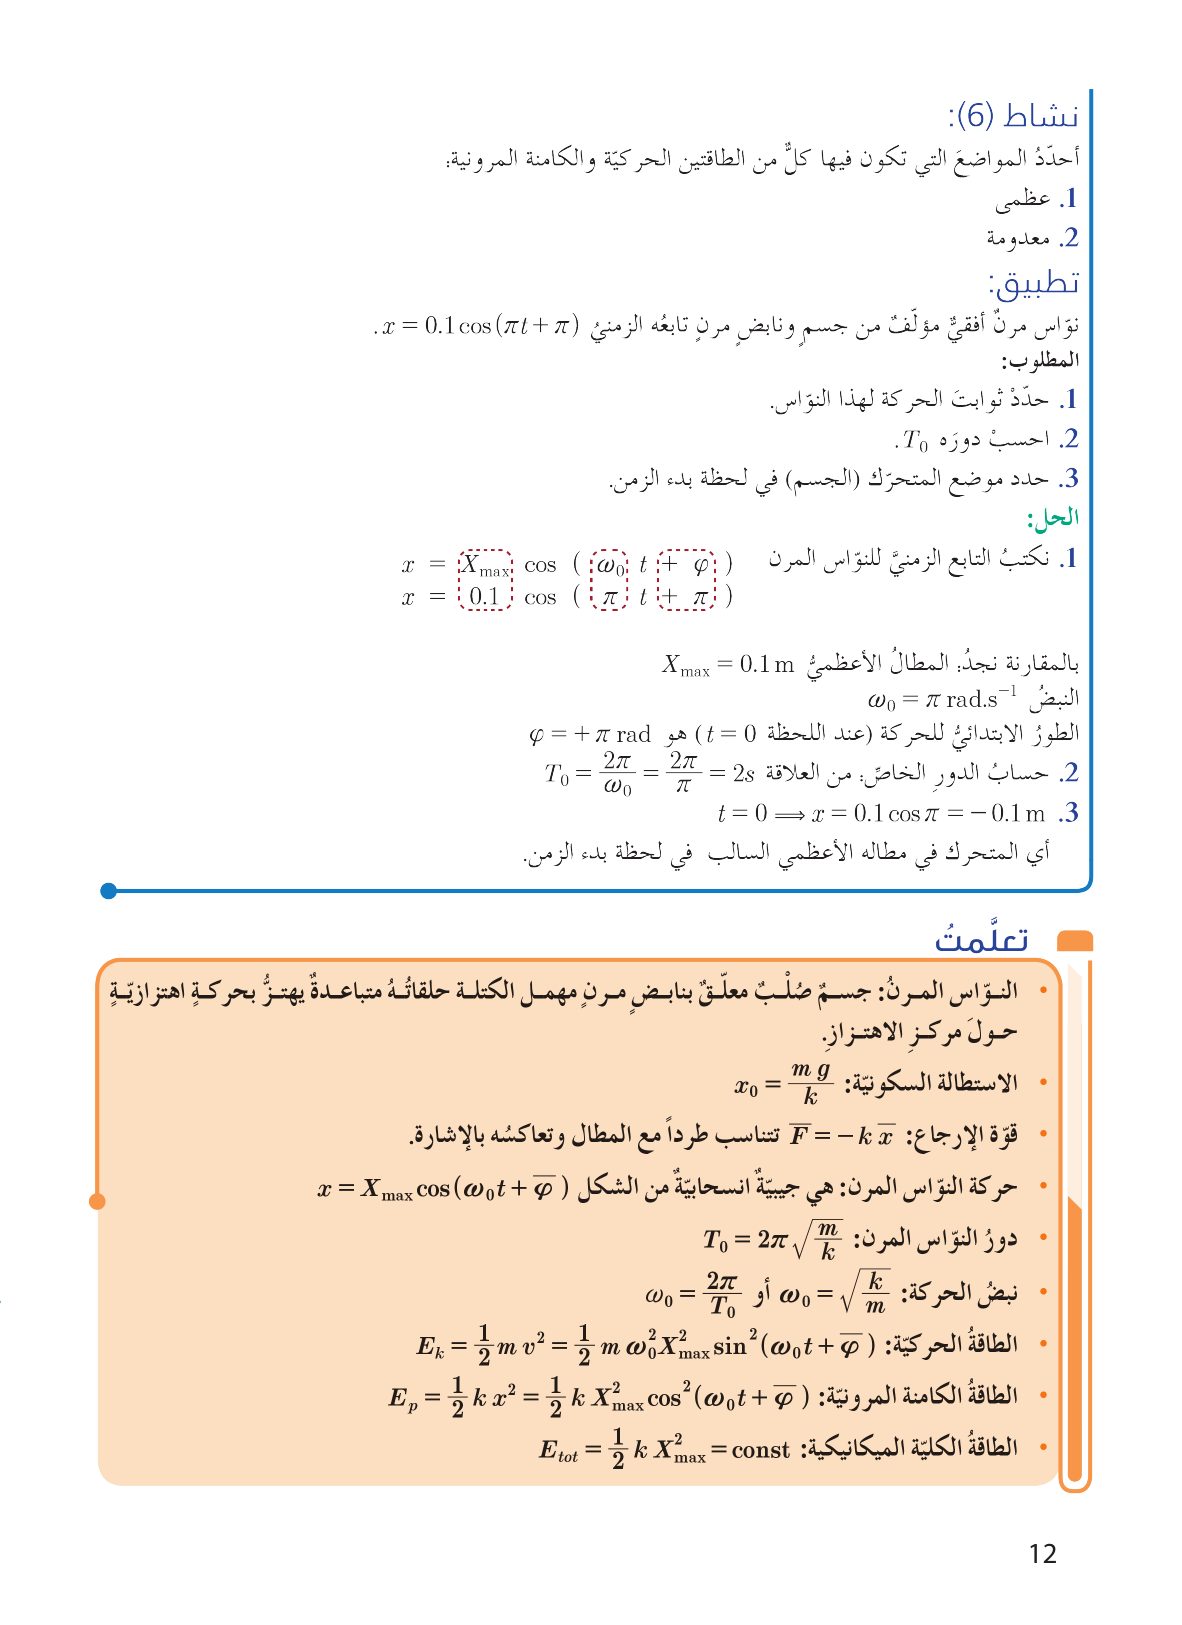 نشاط (6):
أحدّدُ المواضعَ التي تكون فيها كلٌّ من الطاقتين الحركيّة والكامنة المرونية:
1. عظمى
2. معدومة
تطبيق:
نوّاس مرنٌ أفقيٌّ مؤلّفٌ من جسمٍ ونابضٍ مرنٍ تابعُه الزمنيُ x = 0.1 cos(πt + π) .
المطلوب:
1. حدّدْ ثوابتَ الحركة لهذا النوّاس.
2. احسبْ دورَه T₀ .
3. حدد موضع المتحرّك (الجسم) في لحظة بدء الزمن.
الحل:
1. نكتبُ التابع الزمنيَّ للنوّاس المرن x = X_max cos ( ω₀ t + φ )
x = 0.1 cos ( π t + π )
بالمقارنة نجدُ: المطالُ الأعظميُّ X_max = 0.1 m
النبضُ ω₀ = π rad.s⁻¹
الطورُ الابتدائيُّ للحركة (عند اللحظة t = 0) هو φ = + π rad
2. حسابُ الدورِ الخاصِّ: من العلاقة T₀ = 2π/ω₀ = 2π/π = 2s
3. t = 0 ⟹ x = 0.1 cos π = − 0.1 m
أي المتحرك في مطاله الأعظمي السالب في لحظة بدء الزمن.
تعلَّمتُ
• النـوّاس المـرنُ: جسـمٌ صُلْـبٌ معلّـقٌ بنابـضٍ مـرنٍ مهمـل الكتلـة حلقاتُـهُ متباعـدةٌ يهتـزُّ بحركـةٍ اهتزازيّـةٍ
حـولَ مركـزِ الاهتـزازِ.
• الاستطالة السكونيّة: x₀ = m g / k
• قوّة الإرجاع: F̅ = − k x̅ تتناسب طرداً مع المطال وتعاكسُه بالإشارة.
• حركة النوّاس المرن: هي جيبيّةٌ انسحابيّةٌ من الشكل x = X_max cos(ω₀t + φ̅ )
• دورُ النوّاس المرن: T₀ = 2π √(m/k)
• نبضُ الحركة: ω₀ = √(k/m) أو ω₀ = 2π/T₀
• الطاقةُ الحركيّة: E_k = 1/2 m v² = 1/2 m ω₀² X²_max sin²(ω₀t + φ̅ )
• الطاقةُ الكامنة المرونيّة: E_p = 1/2 k x² = 1/2 k X²_max cos²(ω₀t + φ̅ )
• الطاقةُ الكليّة الميكانيكية: E_tot = 1/2 k X²_max = const
12